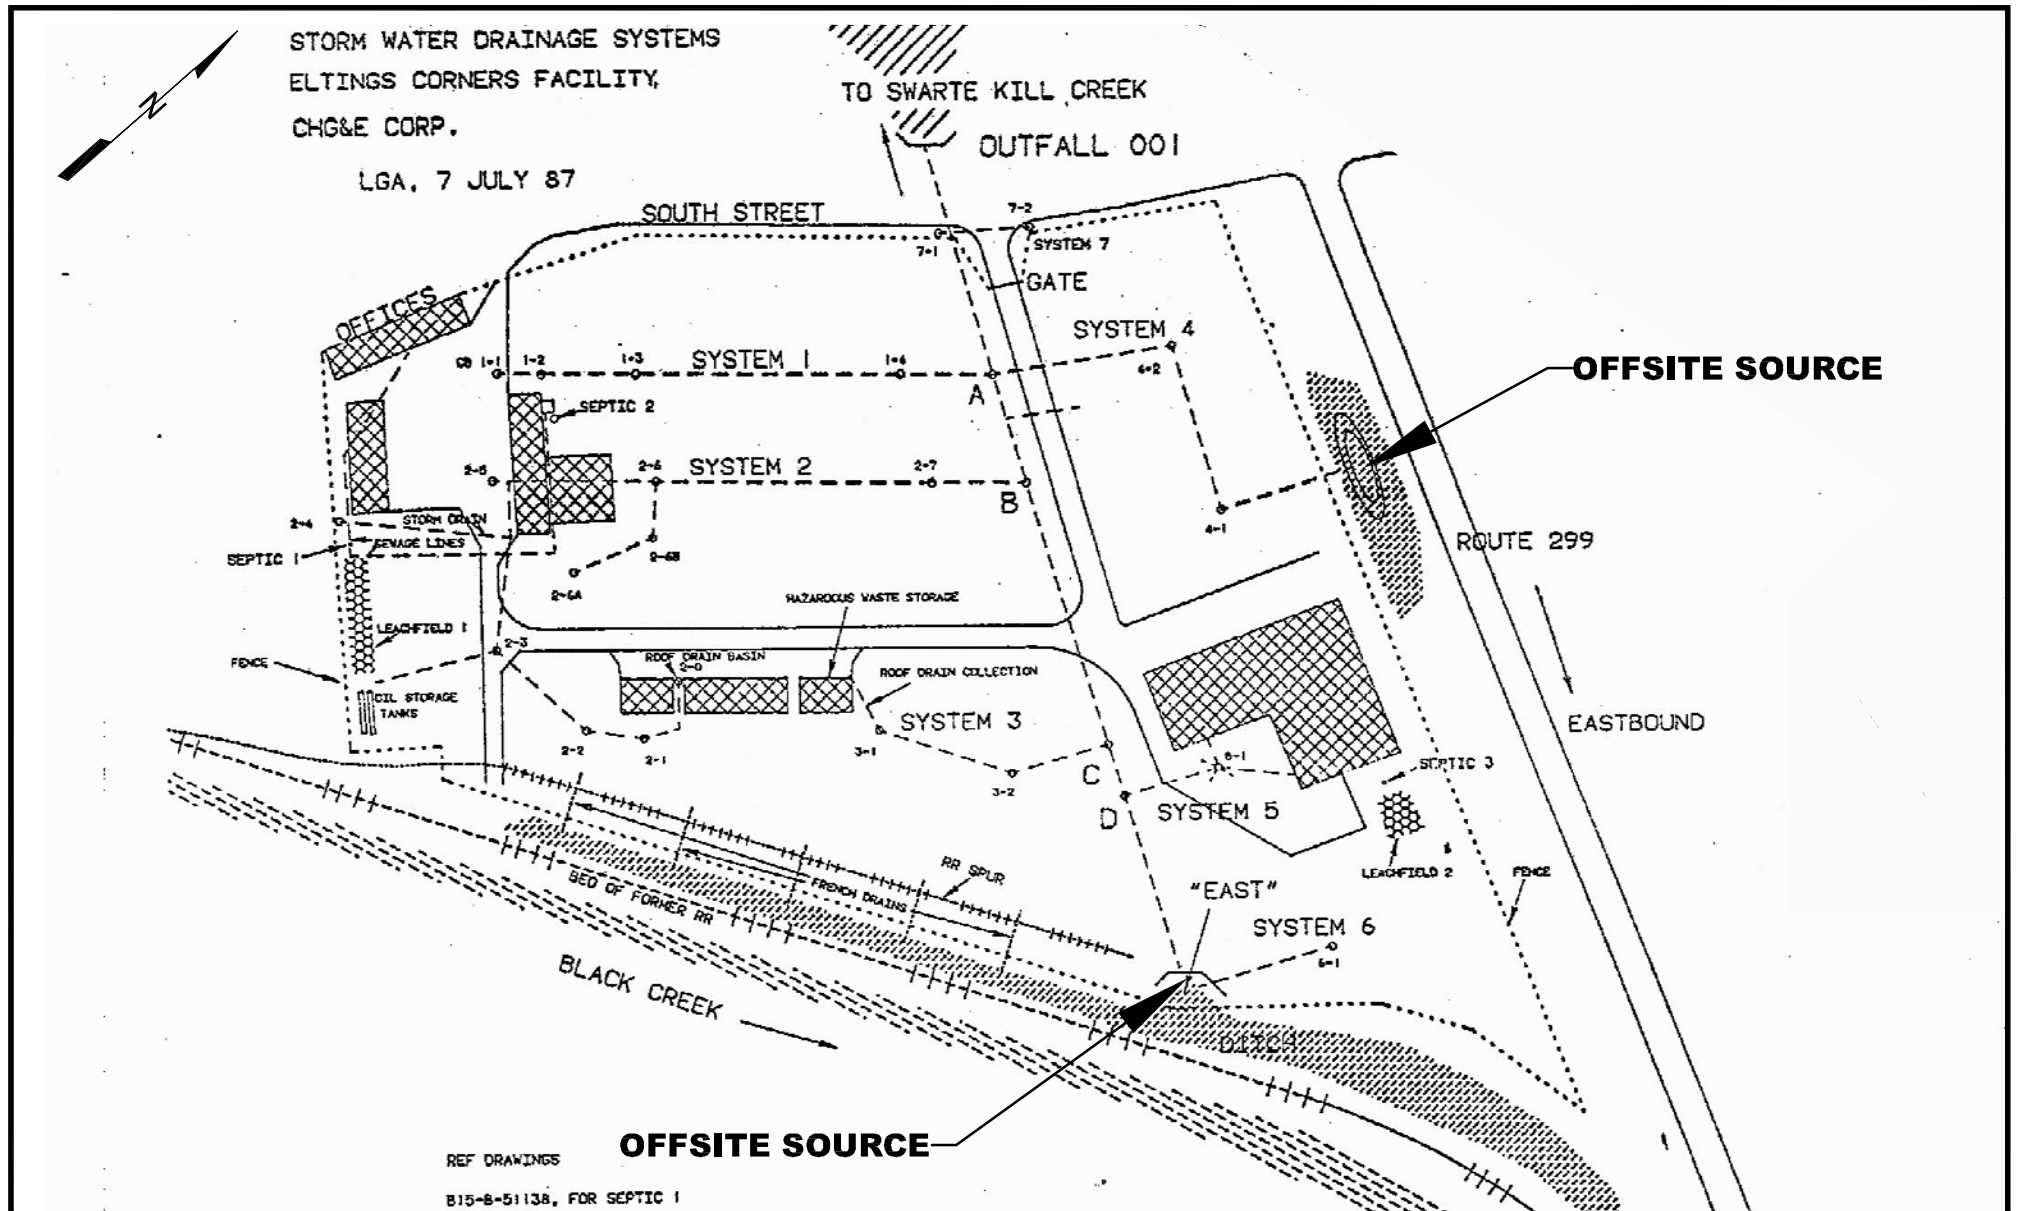 STORM WATER DRAINAGE SYSTEMS
ELTINGS CORNERS FACILITY,
CHG&E CORP.
LGA, 7 JULY 87
N
TO SWARTE KILL CREEK
OUTFALL 001
SOUTH STREET
7-2
7-1
SYSTEM 7
GATE
OFFICES
SYSTEM 4
CB 1-1
1-2
1-3
SYSTEM 1
1-4
4-2
OFFSITE SOURCE
A
SEPTIC 2
2-5
2-6
SYSTEM 2
2-7
B
2-4
STORM DRAIN
4-1
SEWAGE LINES
SEPTIC 1
ROUTE 299
2-6B
2-6A
HAZARDOUS WASTE STORAGE
LEACHFIELD 1
2-3
FENCE
ROOF DRAIN BASIN
2-0
ROOF DRAIN COLLECTION
OIL STORAGE
TANKS
SYSTEM 3
EASTBOUND
2-2
2-1
3-1
C
SEPTIC 3
3-2
D
SYSTEM 5
RR SPUR
LEACHFIELD 2
FENCE
BED OF FORMER RR
FRENCH DRAINS
"EAST"
SYSTEM 6
6-1
BLACK CREEK
DITCH
OFFSITE SOURCE
REF DRAWINGS
B15-B-51138, FOR SEPTIC 1